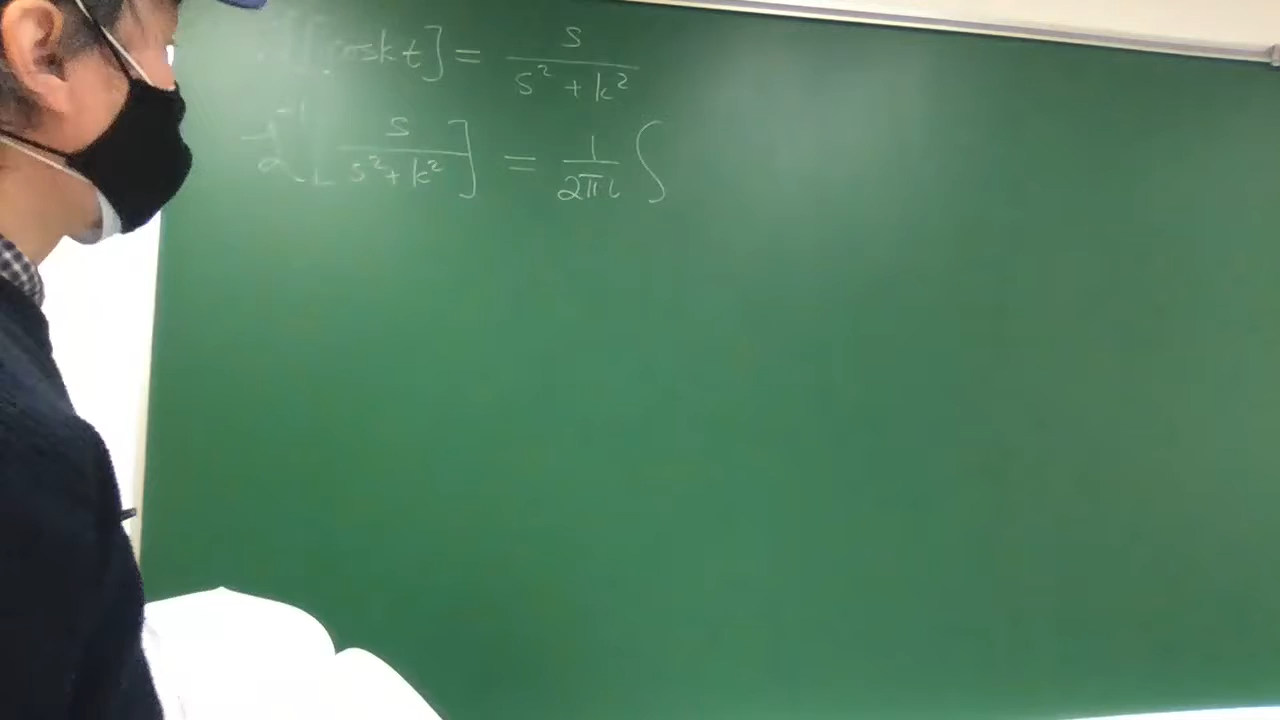 cos kt] = s / (s² + k²)
ℒ⁻¹[s / (s² + k²)] = 1/(2πi) ∫